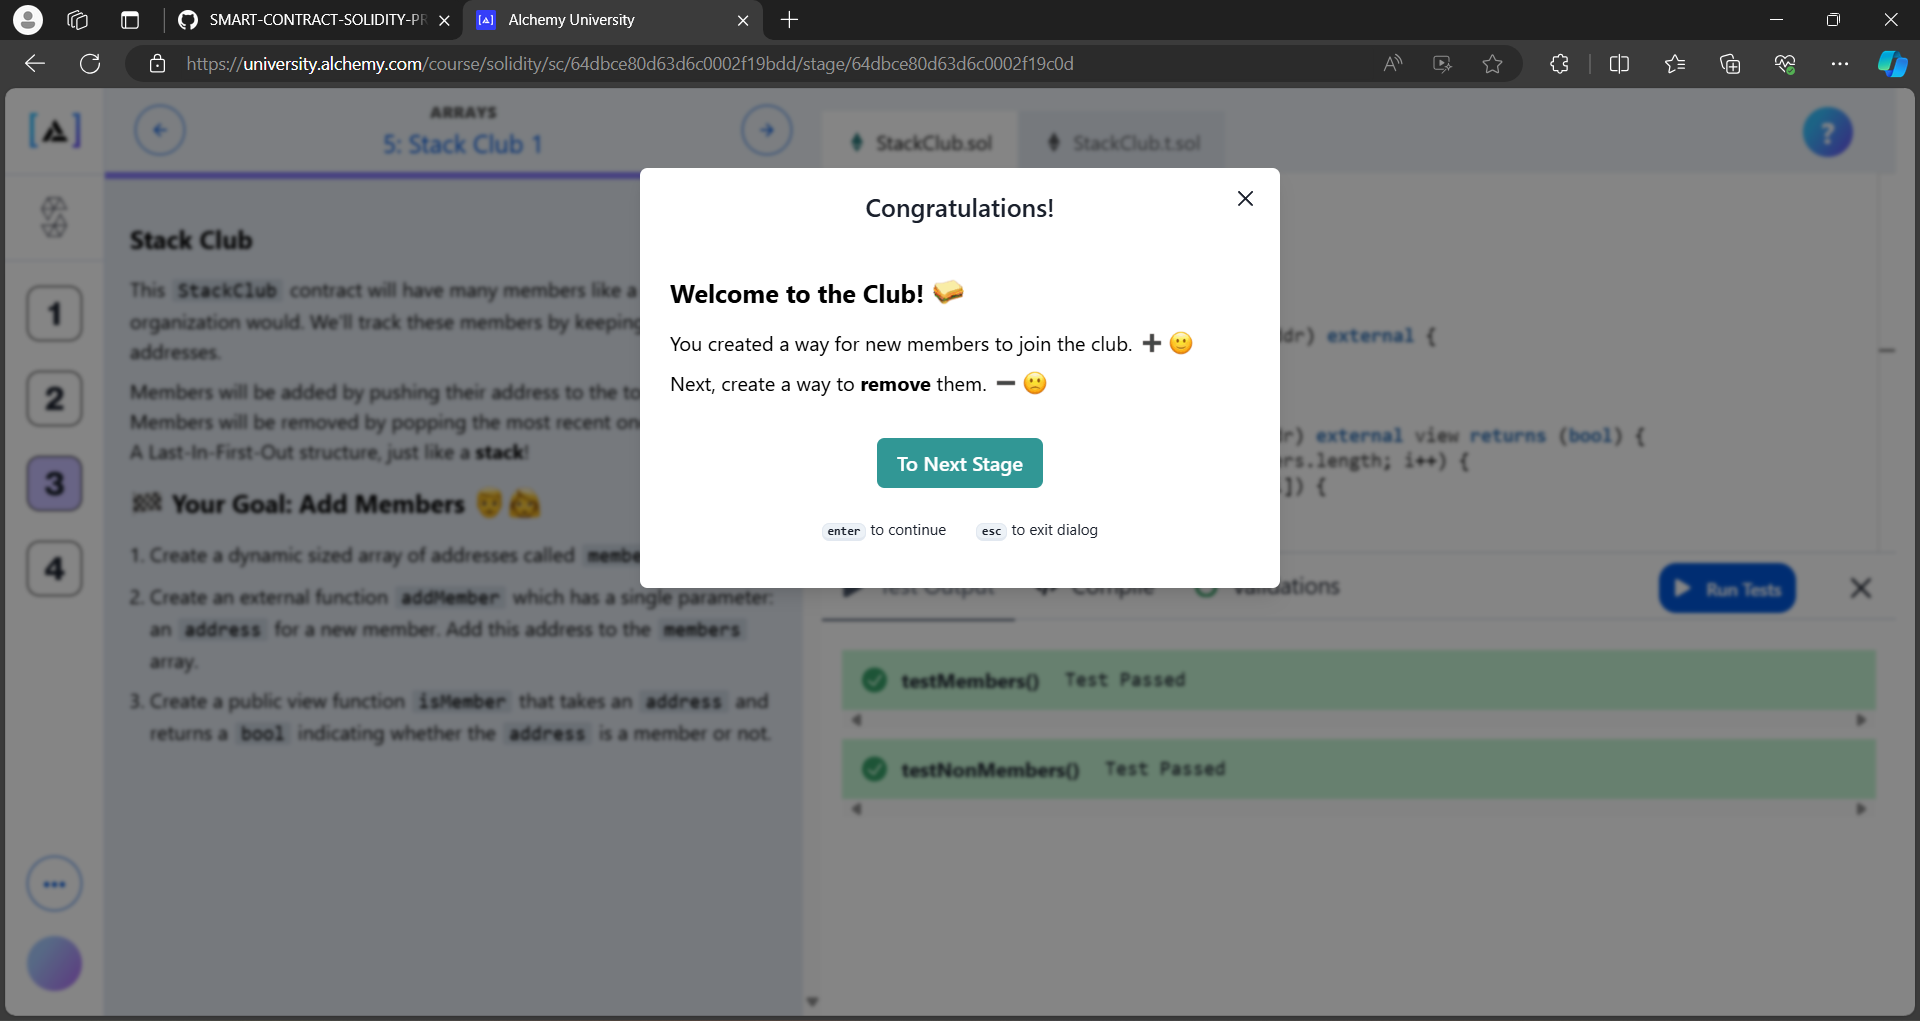 SMART-CONTRACT-SOLIDITY-PR
Alchemy University
https://university.alchemy.com/course/solidity/sc/64dbce80d63d6c0002f19bdd/stage/64dbce80d63d6c0002f19c0d
ARRAYS
5: Stack Club 1
StackClub.sol
StackClub.t.sol
?
1
2
3
4
Stack Club
This StackClub contract will have many members like a
organization would. We'll track these members by keeping
addresses.
Members will be added by pushing their address to the to
Members will be removed by popping the most recent on
A Last-In-First-Out structure, just like a stack!
Your Goal: Add Members
1. Create a dynamic sized array of addresses called membe
2. Create an external function addMember which has a single parameter:
an address for a new member. Add this address to the members
array.
3. Create a public view function isMember that takes an address and
returns a bool indicating whether the address is a member or not.
Congratulations!
Welcome to the Club!
You created a way for new members to join the club.
Next, create a way to remove them.
To Next Stage
enter to continue esc to exit dialog
dr) external {
r) external view returns (bool) {
rs.length; i++) {
]) {
Test Output
Compile
Validations
Run Tests
testMembers() Test Passed
testNonMembers() Test Passed